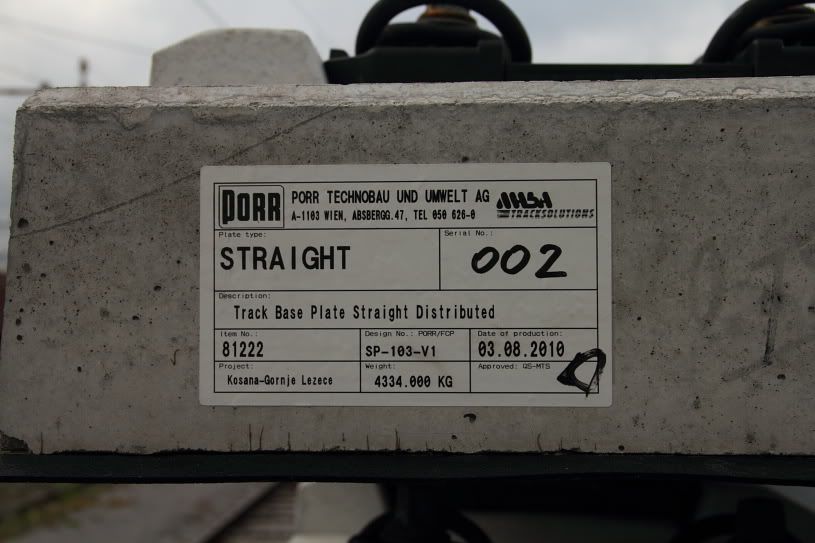 PORR
PORR TECHNOBAU UND UMWELT AG
A-1103 WIEN, ABSBERGG.47, TEL 050 626-0
TRACKSOLUTIONS
Plate type:
STRAIGHT
Serial No.:
002
Description:
Track Base Plate Straight Distributed
Item No.:
81222
Design No.: PORR/FCP
SP-103-V1
Date of production:
03.08.2010
Project:
Kosana-Gornje Lezece
Weight:
4334.000 KG
Approved: QS-MTS